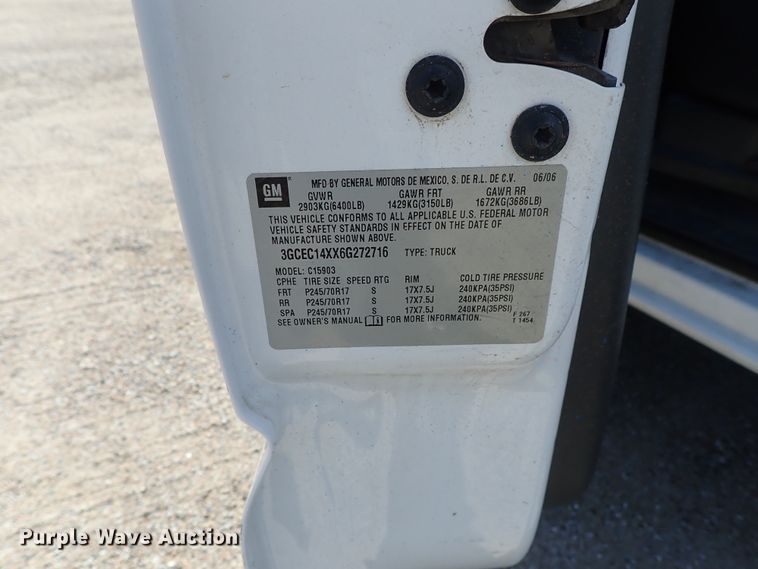 GM
MFD BY GENERAL MOTORS DE MEXICO, S. DE R.L. DE C.V. 06/06
GVWR GAWR FRT GAWR RR
2903KG(6400LB) 1429KG(3150LB) 1672KG(3686LB)
THIS VEHICLE CONFORMS TO ALL APPLICABLE U.S. FEDERAL MOTOR
VEHICLE SAFETY STANDARDS IN EFFECT ON THE DATE OF
MANUFACTURE SHOWN ABOVE.
3GCEC14XX6G272716 TYPE: TRUCK
MODEL: C15903
CPHE TIRE SIZE SPEED RTG RIM COLD TIRE PRESSURE
FRT P245/70R17 S 17X7.5J 240KPA(35PSI)
RR P245/70R17 S 17X7.5J 240KPA(35PSI)
SPA P245/70R17 S 17X7.5J 240KPA(35PSI)
SEE OWNER'S MANUAL FOR MORE INFORMATION.
F 267
T 1454
Purple Wave Auction®